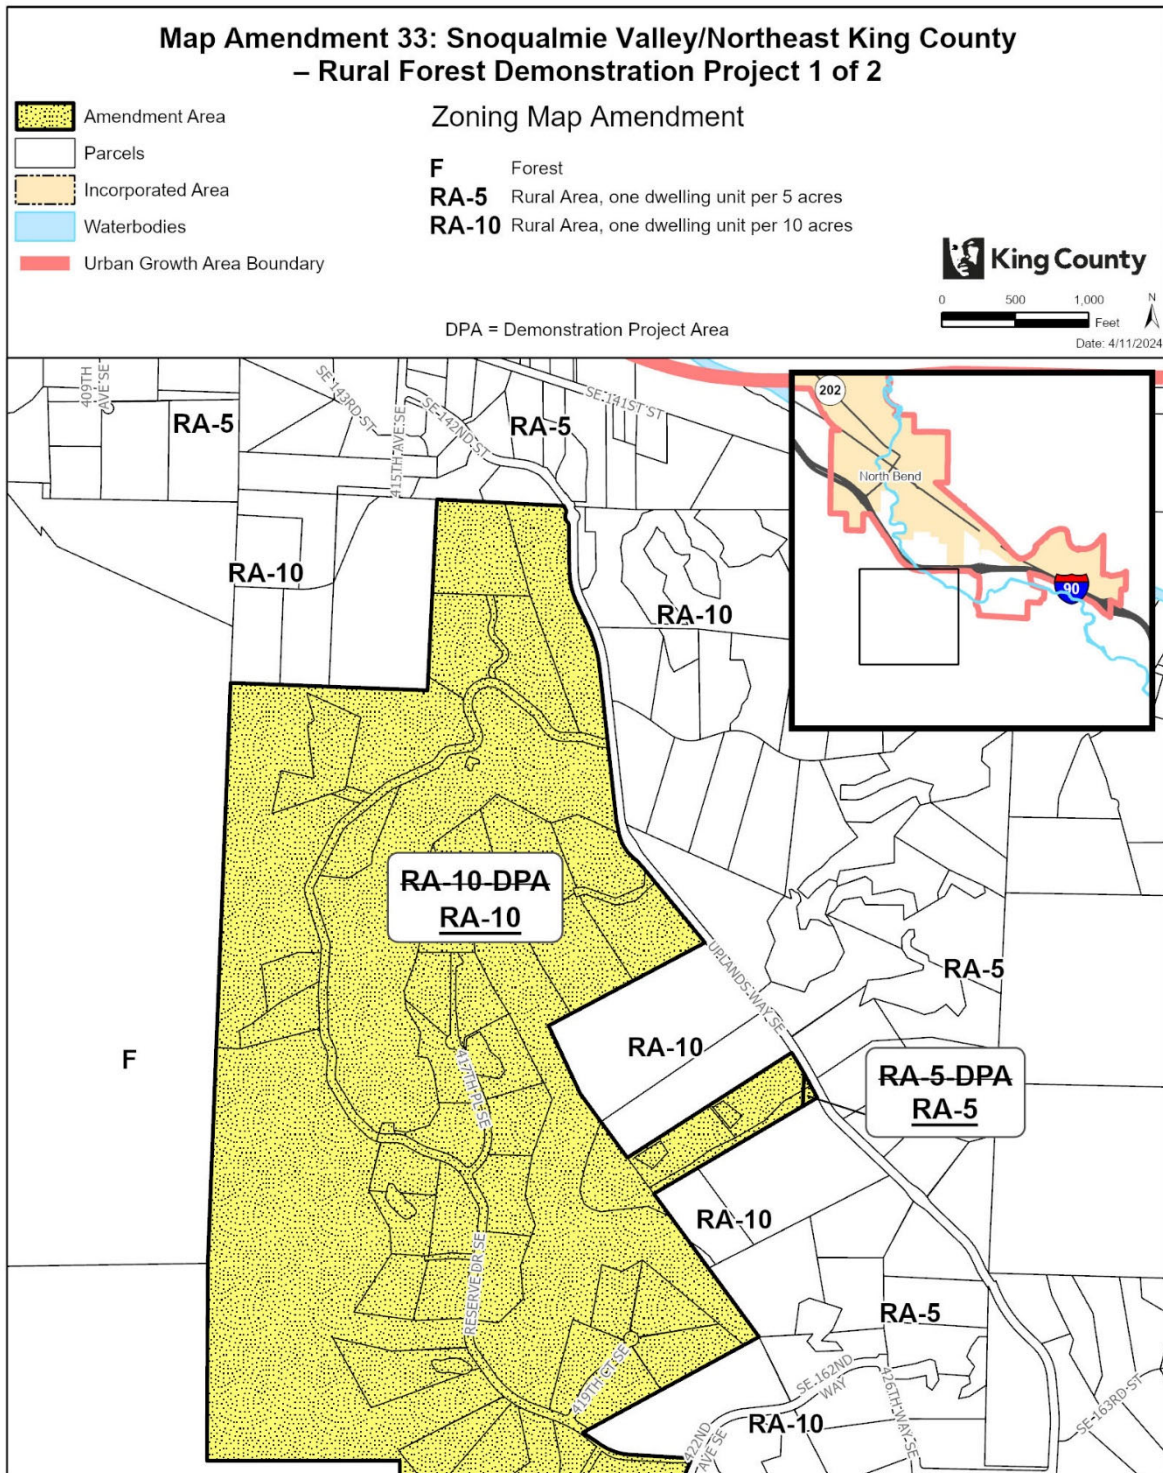 Map Amendment 33: Snoqualmie Valley/Northeast King County
– Rural Forest Demonstration Project 1 of 2
Amendment Area
Parcels
Incorporated Area
Waterbodies
Urban Growth Area Boundary
Zoning Map Amendment
F Forest
RA-5 Rural Area, one dwelling unit per 5 acres
RA-10 Rural Area, one dwelling unit per 10 acres
DPA = Demonstration Project Area
King County
0 500 1,000
Feet
N
Date: 4/11/2024
409TH
AVE SE
RA-5
SE 143RD ST
415TH AVE SE
SE 142ND ST
RA-5
SE 141ST ST
202
North Bend
90
RA-10
RA-10
RA-10-DPA
RA-10
UPLANDS WAY SE
RA-5
F
417TH PL SE
RA-10
RA-5-DPA
RA-5
RA-10
RESERVE DR SE
RA-5
419TH CT SE
SE 162ND
WAY
426TH WAY SE
SE 163RD ST
422ND
AVE SE
RA-10